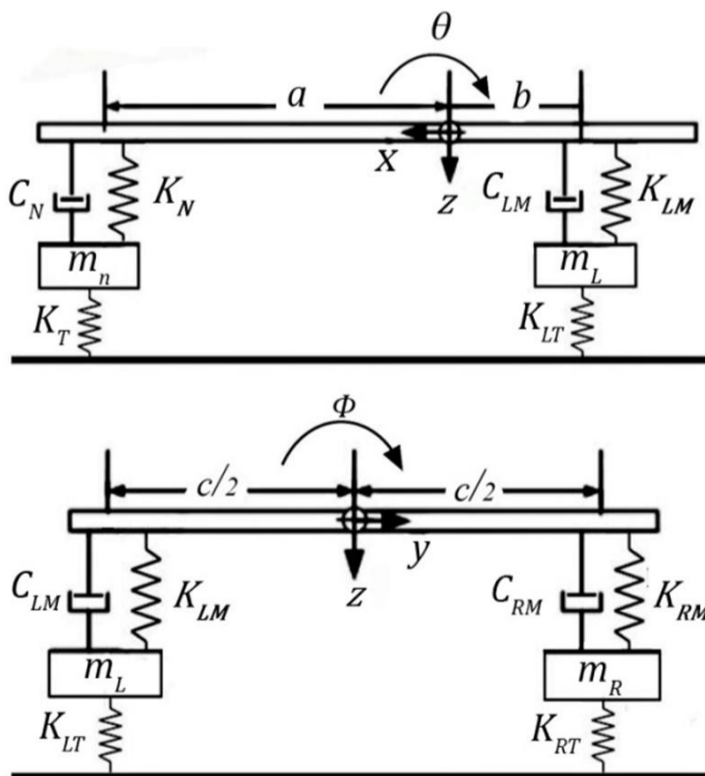 θ
a b
x
z
C_N K_N C_LM K_LM
m_n m_L
K_T K_LT
Φ
c/2 c/2
y
z
C_LM K_LM C_RM K_RM
m_L m_R
K_LT K_RT